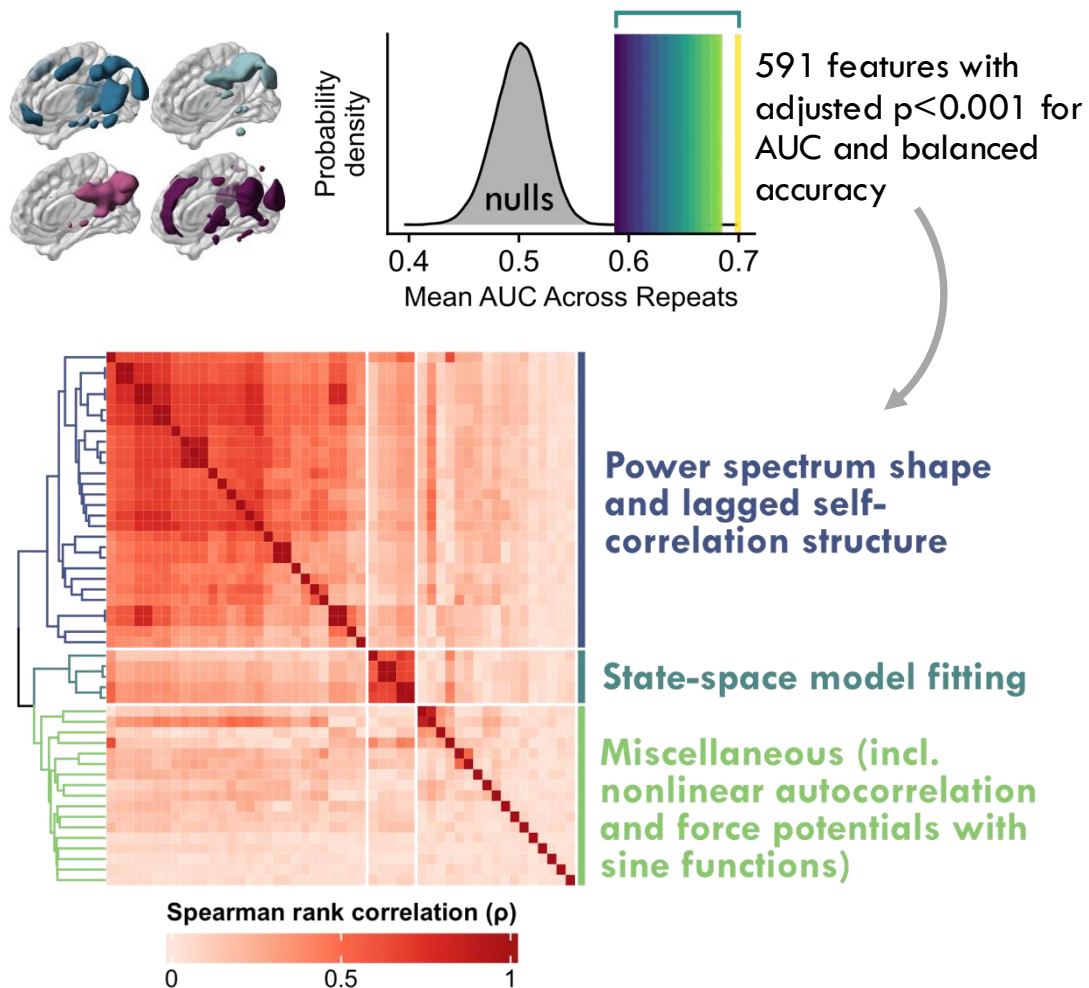 Probability
density
nulls
0.4 0.5 0.6 0.7
Mean AUC Across Repeats
591 features with
adjusted p<0.001 for
AUC and balanced
accuracy
Power spectrum shape
and lagged self-
correlation structure
State-space model fitting
Miscellaneous (incl.
nonlinear autocorrelation
and force potentials with
sine functions)
Spearman rank correlation (ρ)
0 0.5 1